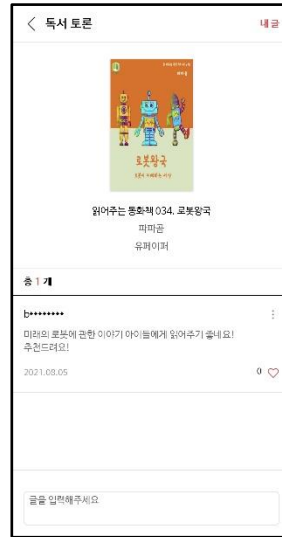 독서 토론
내 글
로봇왕국
읽어주는 동화책 034. 로봇왕국
파파곰
유페이퍼
총 1 개
b********
미래의 로봇에 관한 이야기 아이들에게 읽어주기 좋네요!
추천드려요!
2021.08.05
0
글을 입력해주세요